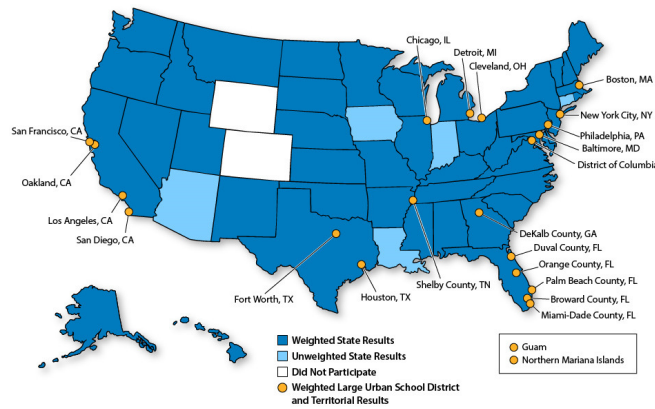 Chicago, IL
Detroit, MI
Cleveland, OH
Boston, MA
New York City, NY
Philadelphia, PA
Baltimore, MD
District of Columbia
San Francisco, CA
Oakland, CA
Los Angeles, CA
San Diego, CA
DeKalb County, GA
Duval County, FL
Orange County, FL
Palm Beach County, FL
Broward County, FL
Miami-Dade County, FL
Shelby County, TN
Fort Worth, TX
Houston, TX
Weighted State Results
Unweighted State Results
Did Not Participate
Weighted Large Urban School District
and Territorial Results
Guam
Northern Mariana Islands